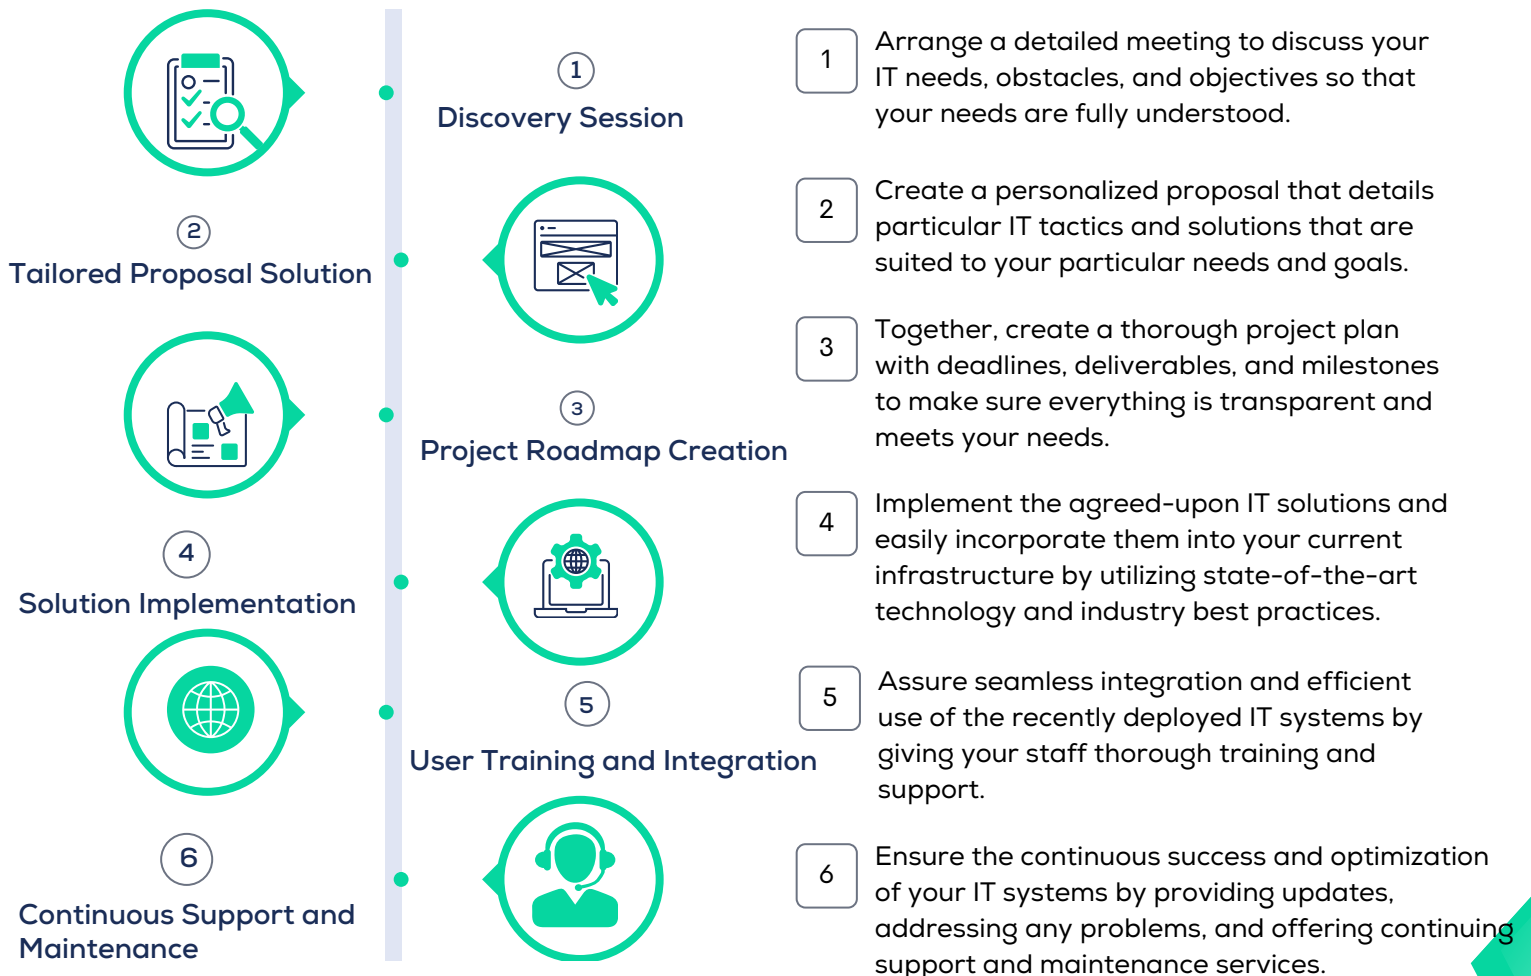 1
Discovery Session
2
Tailored Proposal Solution
3
Project Roadmap Creation
4
Solution Implementation
5
User Training and Integration
6
Continuous Support and
Maintenance
1
Arrange a detailed meeting to discuss your
IT needs, obstacles, and objectives so that
your needs are fully understood.
2
Create a personalized proposal that details
particular IT tactics and solutions that are
suited to your particular needs and goals.
3
Together, create a thorough project plan
with deadlines, deliverables, and milestones
to make sure everything is transparent and
meets your needs.
4
Implement the agreed-upon IT solutions and
easily incorporate them into your current
infrastructure by utilizing state-of-the-art
technology and industry best practices.
5
Assure seamless integration and efficient
use of the recently deployed IT systems by
giving your staff thorough training and
support.
6
Ensure the continuous success and optimization
of your IT systems by providing updates,
addressing any problems, and offering continuing
support and maintenance services.